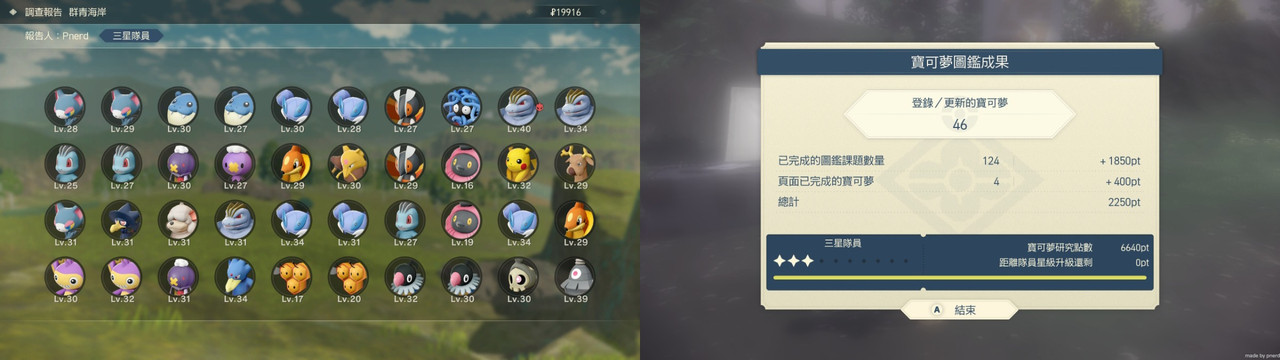 調查報告 群青海岸
₽19916
報告人：Pnerd 三星隊員
Lv.28 Lv.29 Lv.30 Lv.27 Lv.30 Lv.28 Lv.27 Lv.27 Lv.40 Lv.34
Lv.25 Lv.27 Lv.30 Lv.27 Lv.29 Lv.30 Lv.29 Lv.16 Lv.32 Lv.29
Lv.31 Lv.31 Lv.31 Lv.31 Lv.34 Lv.31 Lv.27 Lv.19 Lv.34 Lv.29
Lv.30 Lv.32 Lv.31 Lv.34 Lv.17 Lv.20 Lv.32 Lv.30 Lv.30 Lv.39
寶可夢圖鑑成果
登錄／更新的寶可夢
46
已完成的圖鑑課題數量 124 +1850pt
頁面已完成的寶可夢 4 +400pt
總計 2250pt
三星隊員
寶可夢研究點數 6640pt
距離隊員星級升級還剩 0pt
A 結束
made by pnerd